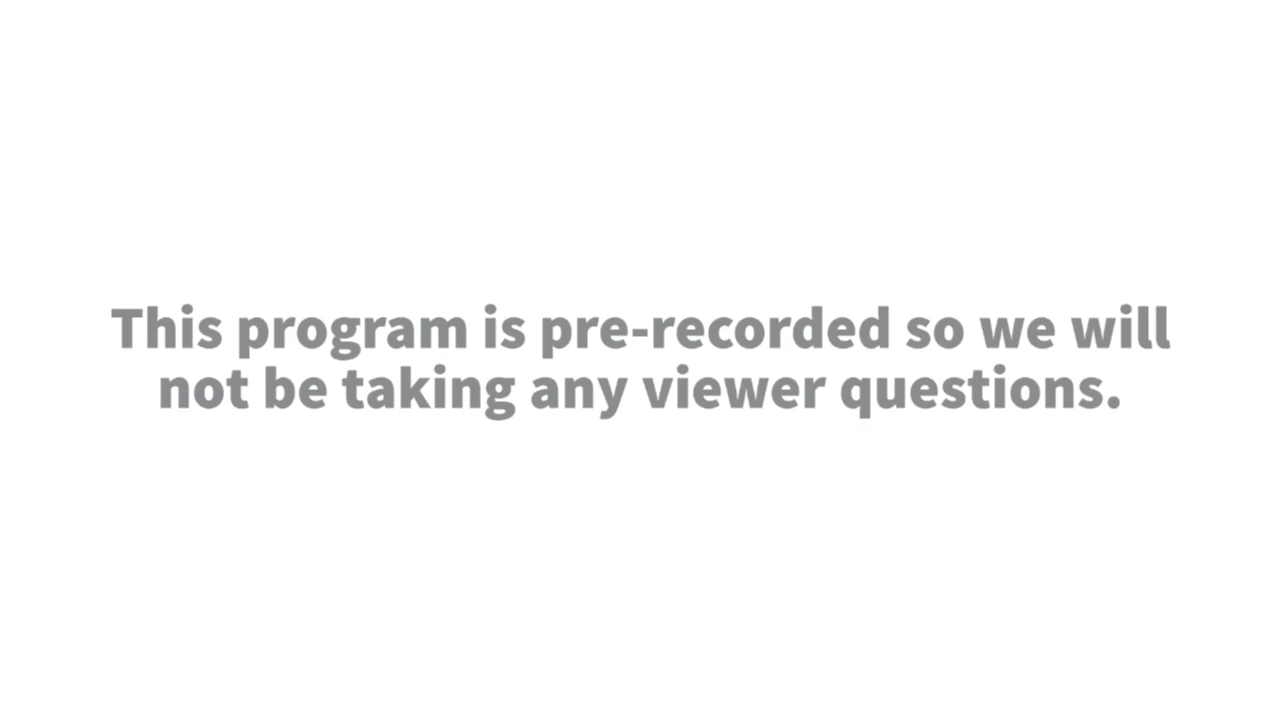 This program is pre-recorded so we will
not be taking any viewer questions.